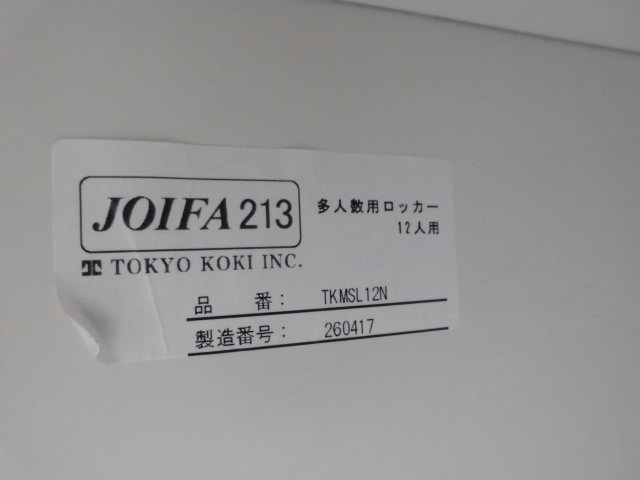 JOIFA 213
多人数用ロッカー
12人用
TOKYO KOKI INC.
品 番： TKMSL12N
製造番号： 260417